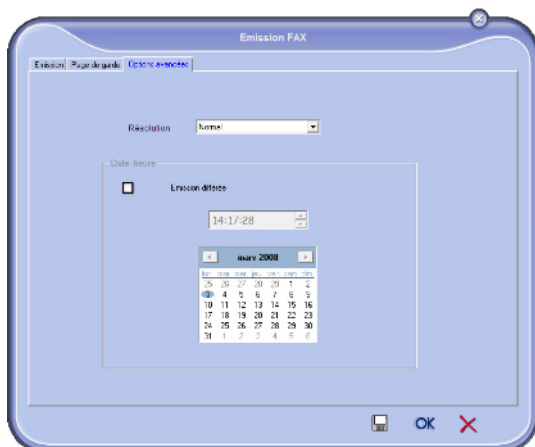 Emission FAX
Emission Page de garde Options avancées
Résolution Normal
Date heure
Emission différée
14:17:28
mars 2008
lun. mar. mer. jeu. ven. sam. dim.
25 26 27 28 29 1 2
3 4 5 6 7 8 9
10 11 12 13 14 15 16
17 18 19 20 21 22 23
24 25 26 27 28 29 30
31 1 2 3 4 5 6
OK